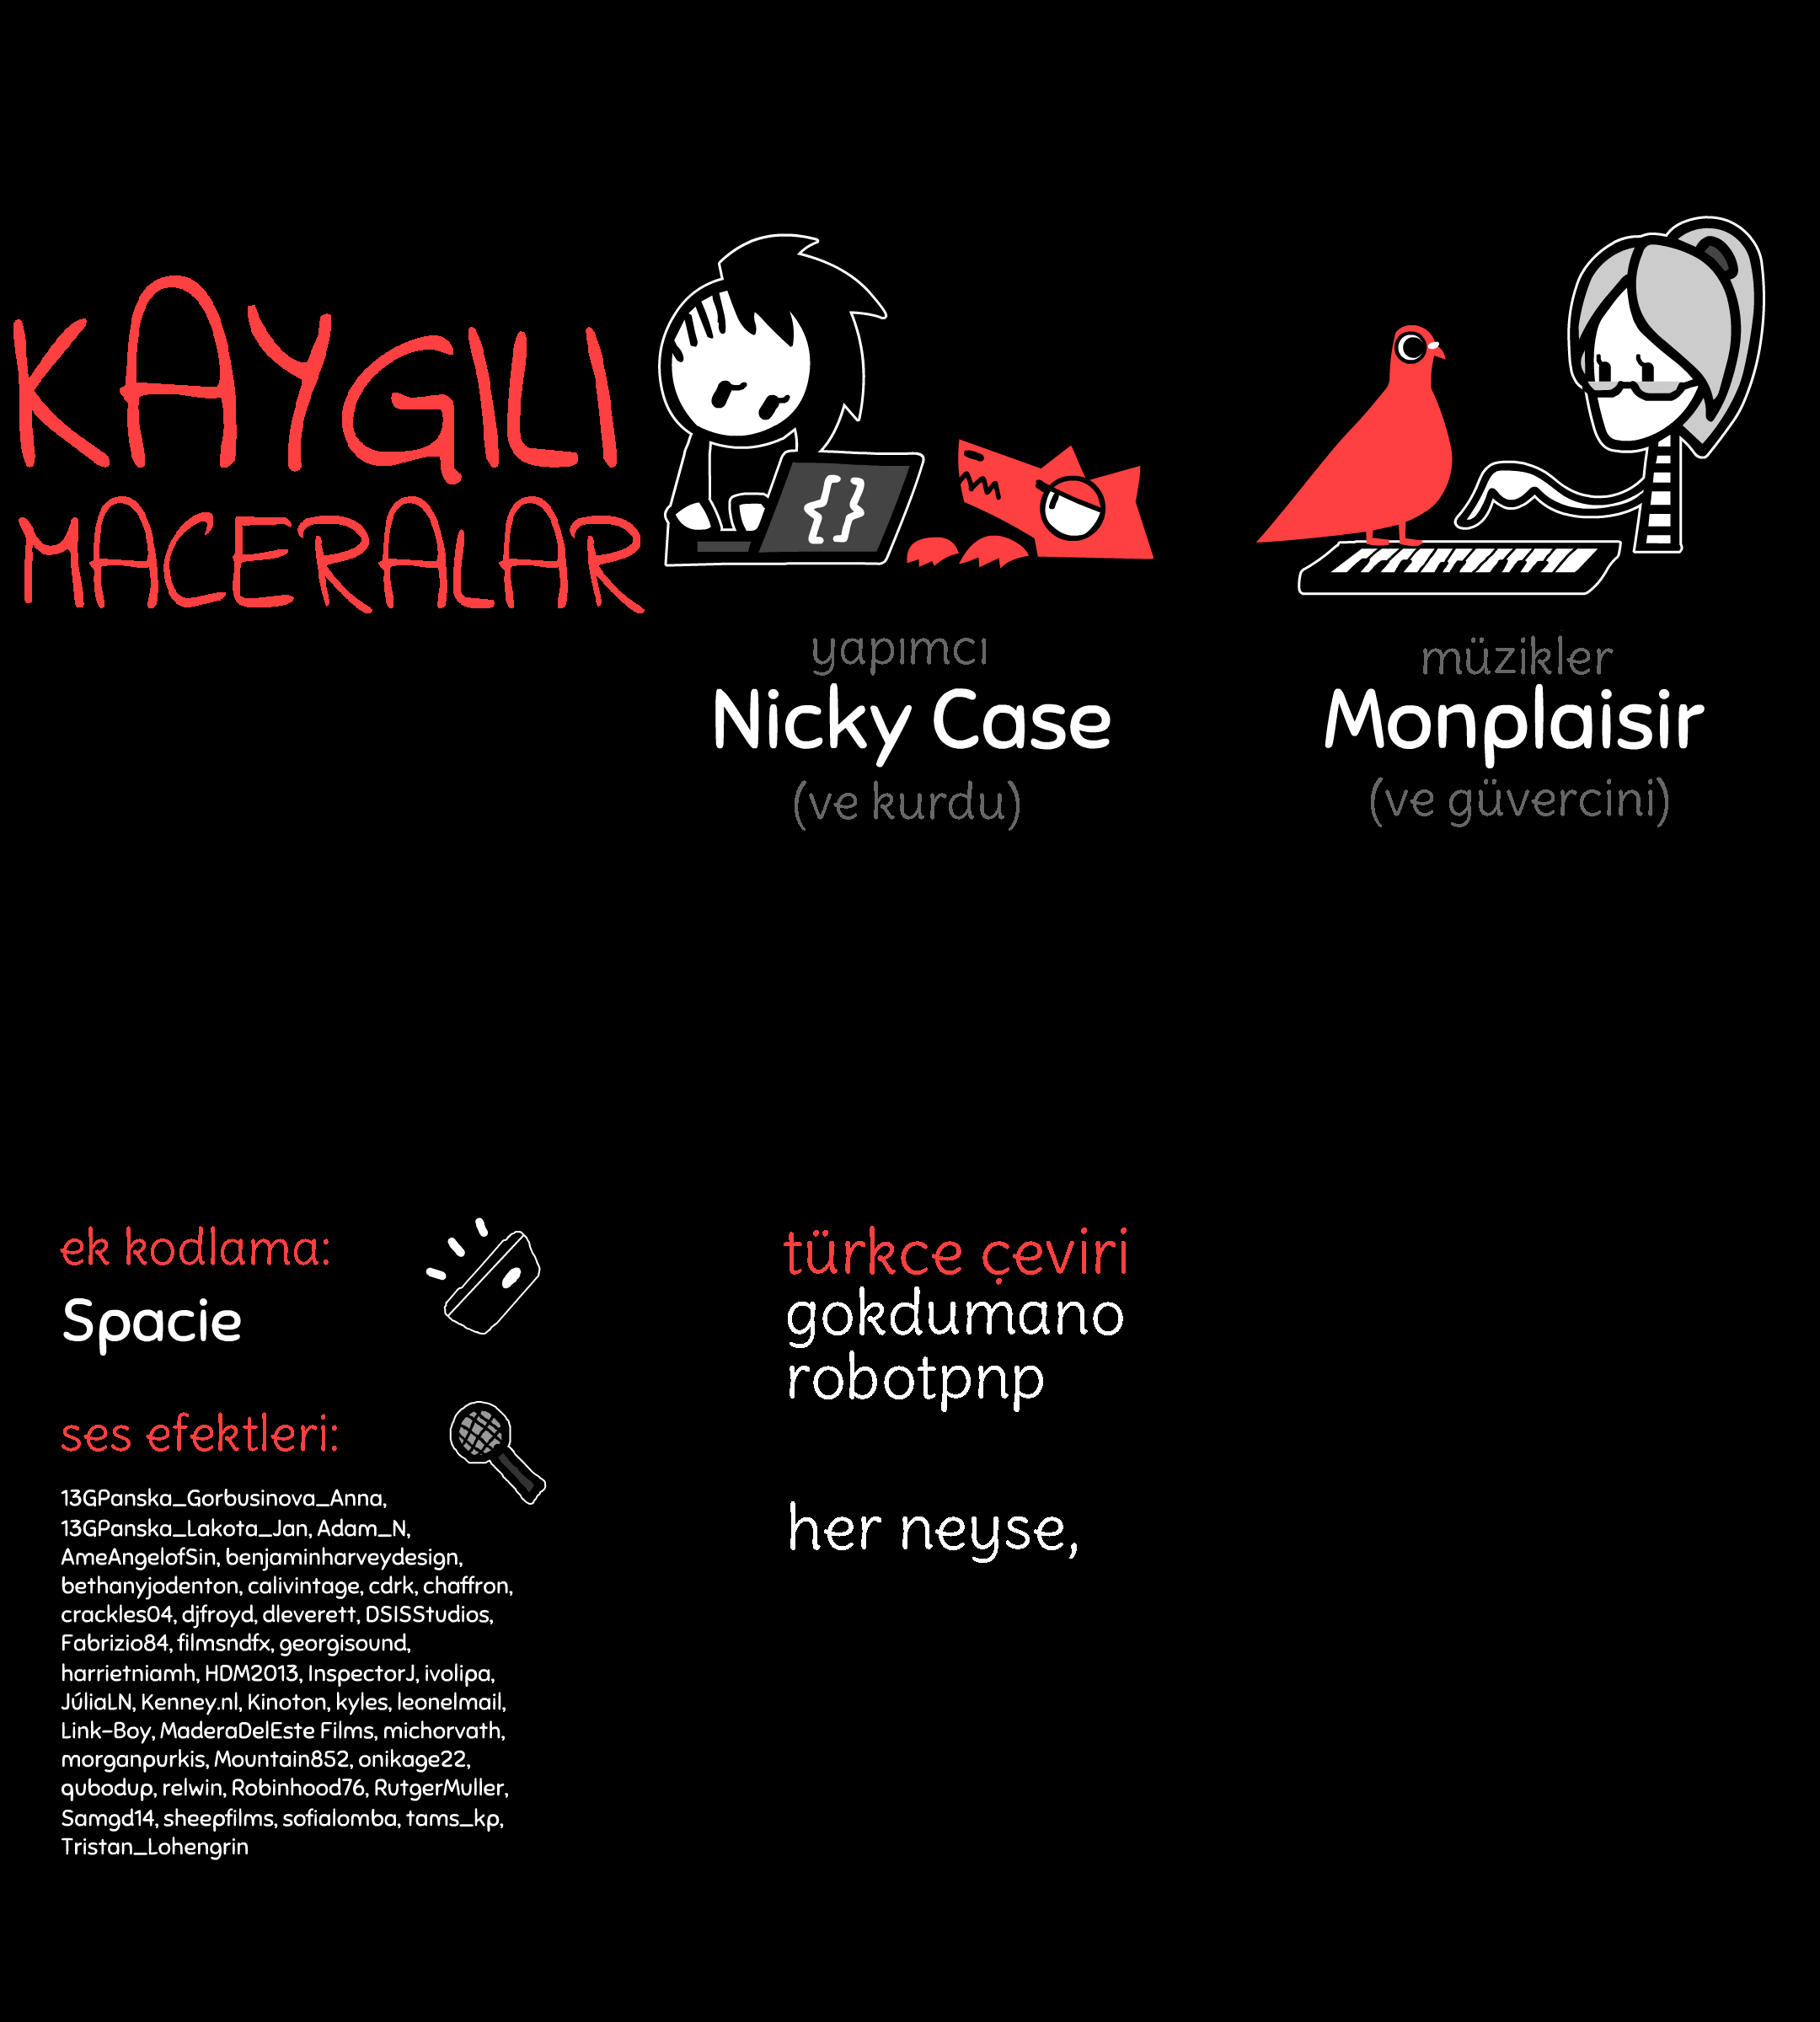 KAYGILI
MACERALAR
yapımcı
Nicky Case
(ve kurdu)
müzikler
Monplaisir
(ve güvercini)
{}
ek kodlama:
Spacie
ses efektleri:
13GPanska_Gorbusinova_Anna,
13GPanska_Lakota_Jan, Adam_N,
AmeAngelofSin, benjaminharveydesign,
bethanyjodenton, calivintage, cdrk, chaffron,
crackles04, djfroyd, dleverett, DSISStudios,
Fabrizio84, filmsndfx, georgisound,
harrietniamh, HDM2013, InspectorJ, ivolipa,
JúliaLN, Kenney.nl, Kinoton, kyles, leonelmail,
Link-Boy, MaderaDelEste Films, michorvath,
morganpurkis, Mountain852, onikage22,
qubodup, relwin, Robinhood76, RutgerMuller,
Samgd14, sheepfilms, sofialomba, tams_kp,
Tristan_Lohengrin
türkce çeviri
gokdumano
robotpnp
her neyse,